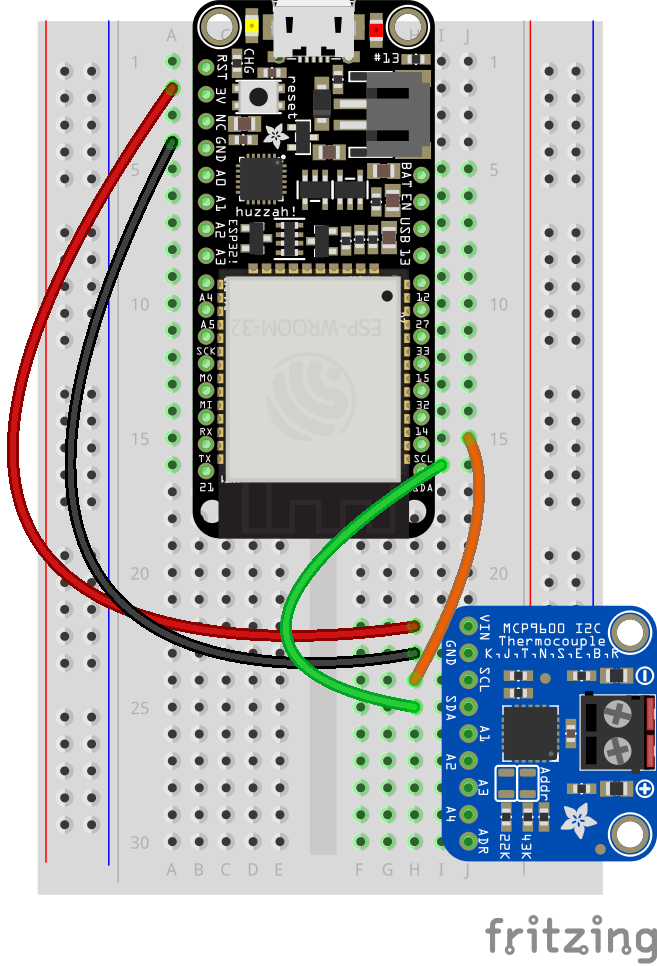 A
H
I
J
1
5
10
15
20
25
30
1
5
10
15
20
RST
3V
NC
GND
A0
A1
A2
A3
A4
A5
SCK
MO
MI
RX
TX
21
CHG
reset
#13
huzzah!
ESP32!
ESP-WROOM-32
BAT
EN
USB
13
12
27
33
15
32
14
SCL
SDA
VIN
GND
SCL
SDA
A1
A2
A3
A4
ADR
MCP9600 I2C
Thermocouple
K,J,T,N,S,E,B,R
Addr
22K
43K
A B C D E F G H I J
fritzing